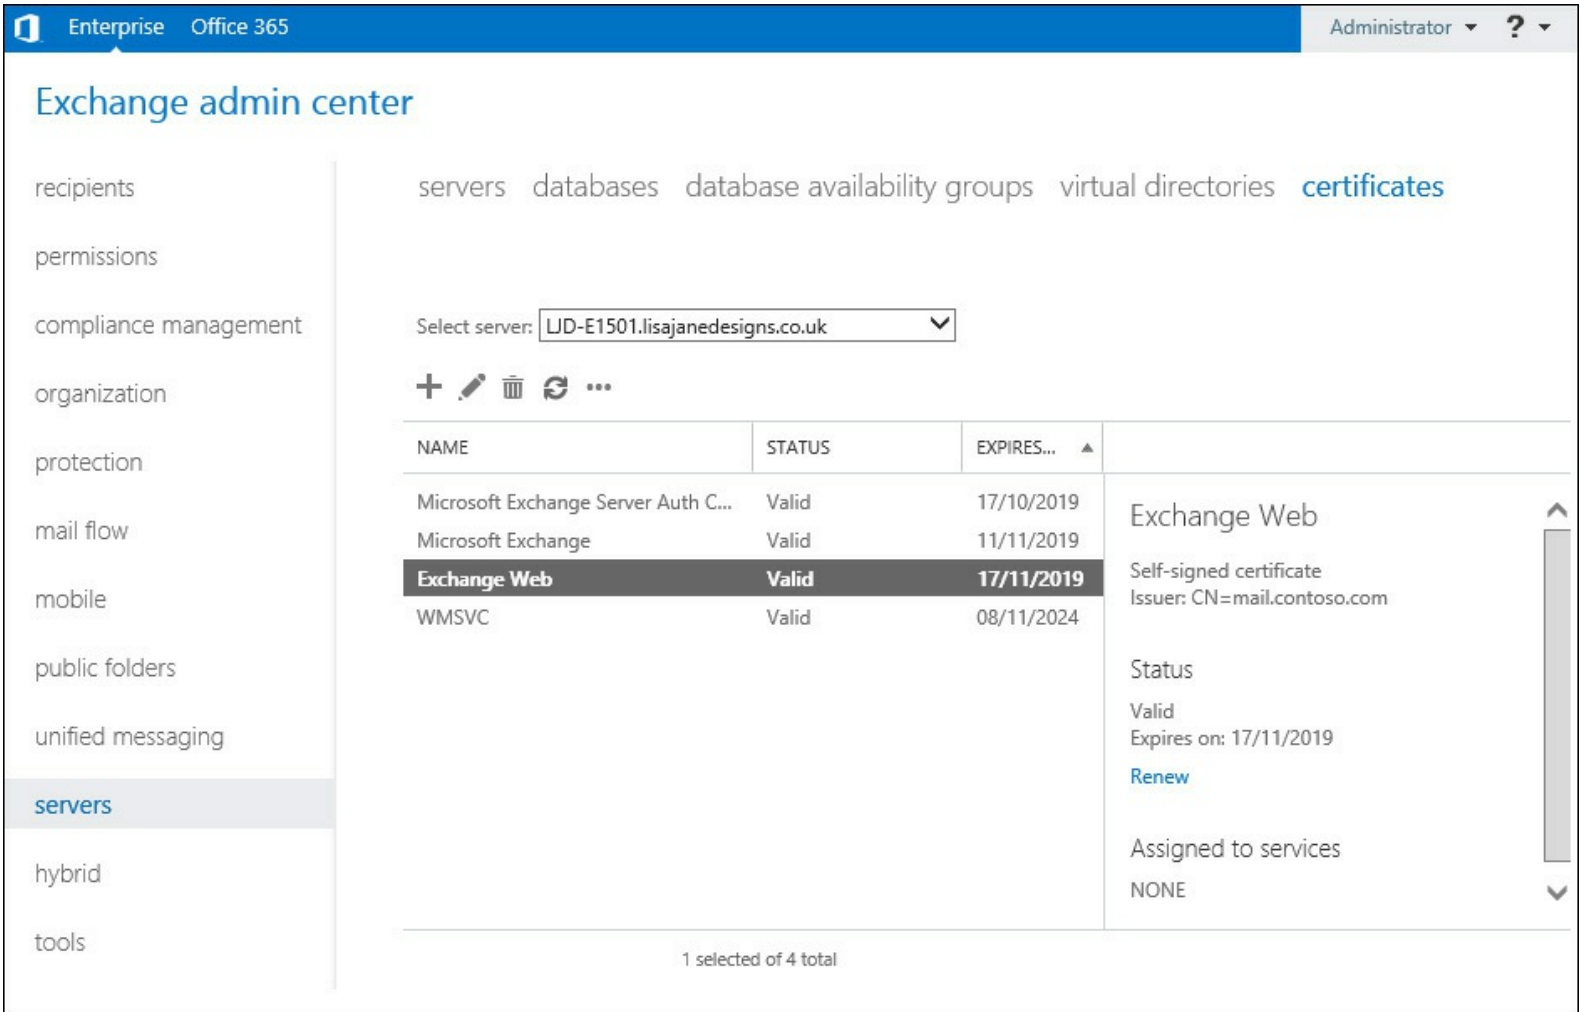 Enterprise Office 365 Administrator ?
Exchange admin center
recipients
permissions
compliance management
organization
protection
mail flow
mobile
public folders
unified messaging
servers
hybrid
tools
servers databases database availability groups virtual directories certificates
Select server: LJD-E1501.lisajanedesigns.co.uk
NAME STATUS EXPIRES...
Microsoft Exchange Server Auth C... Valid 17/10/2019
Microsoft Exchange Valid 11/11/2019
Exchange Web Valid 17/11/2019
WMSVC Valid 08/11/2024
Exchange Web
Self-signed certificate
Issuer: CN=mail.contoso.com
Status
Valid
Expires on: 17/11/2019
Renew
Assigned to services
NONE
1 selected of 4 total